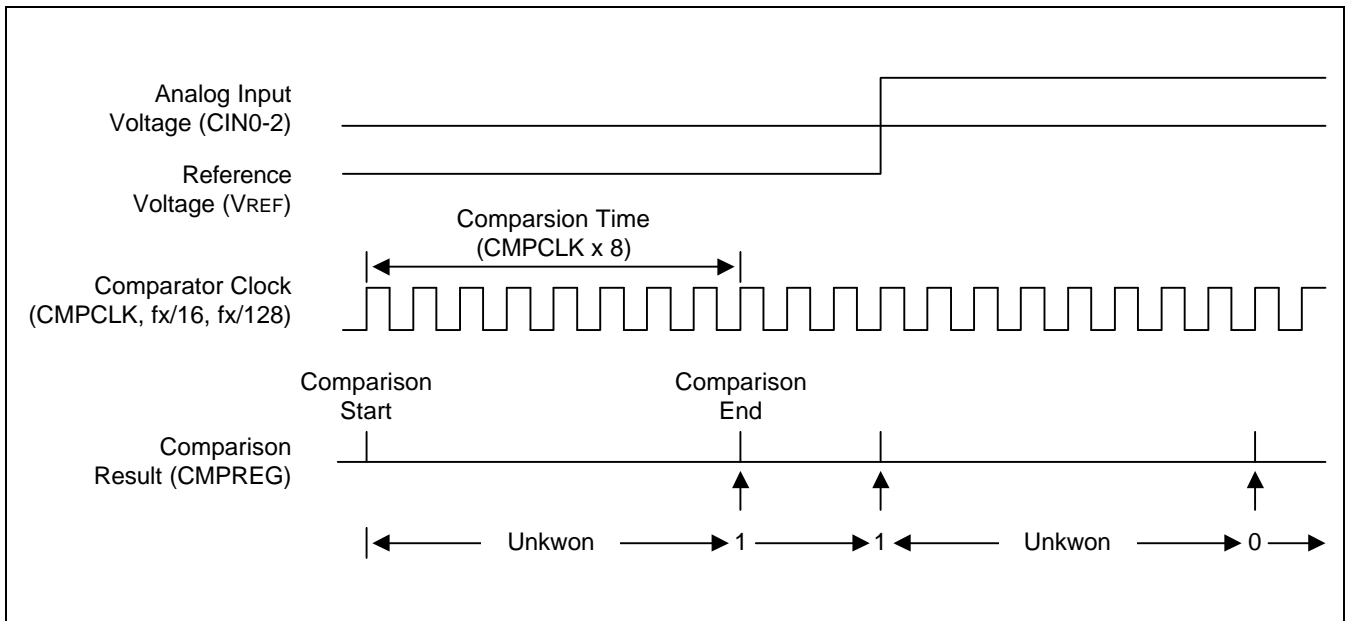 Analog Input
Voltage (CIN0-2)
Reference
Voltage (VREF)
Comparsion Time
(CMPCLK x 8)
Comparator Clock
(CMPCLK, fx/16, fx/128)
Comparison
Start
Comparison
End
Comparison
Result (CMPREG)
Unkwon 1 1 Unkwon 0